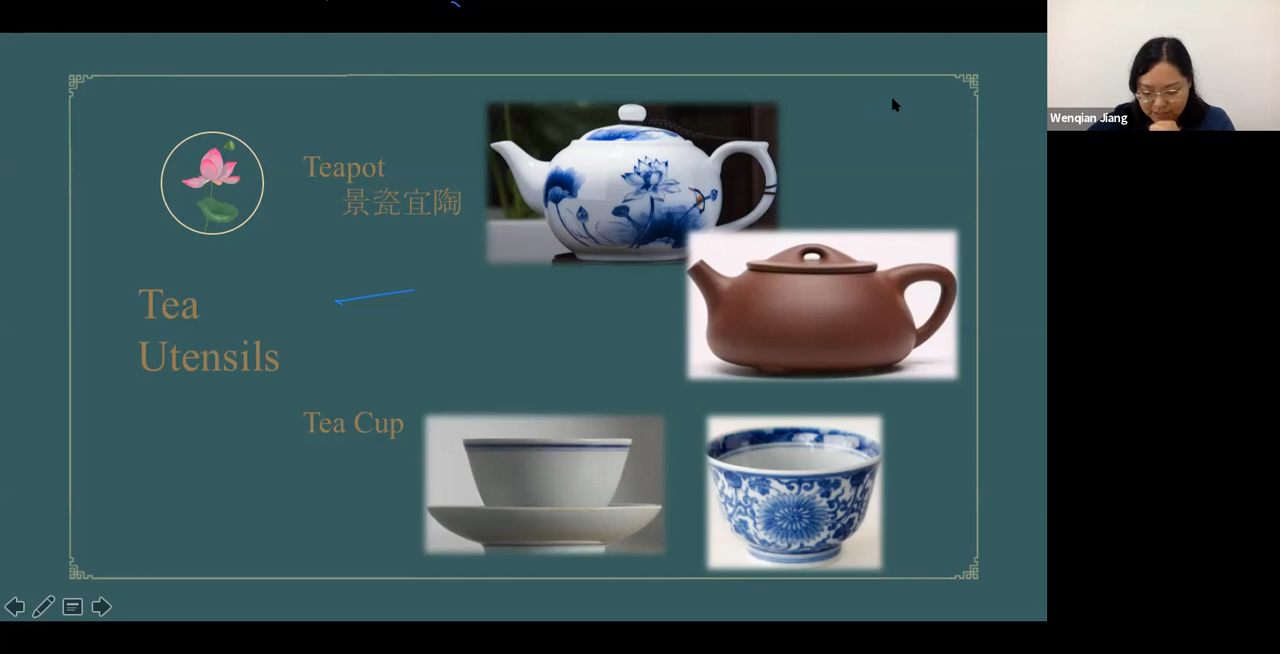 Teapot
景瓷宜陶
Tea
Utensils
Tea Cup
Wenqian Jiang